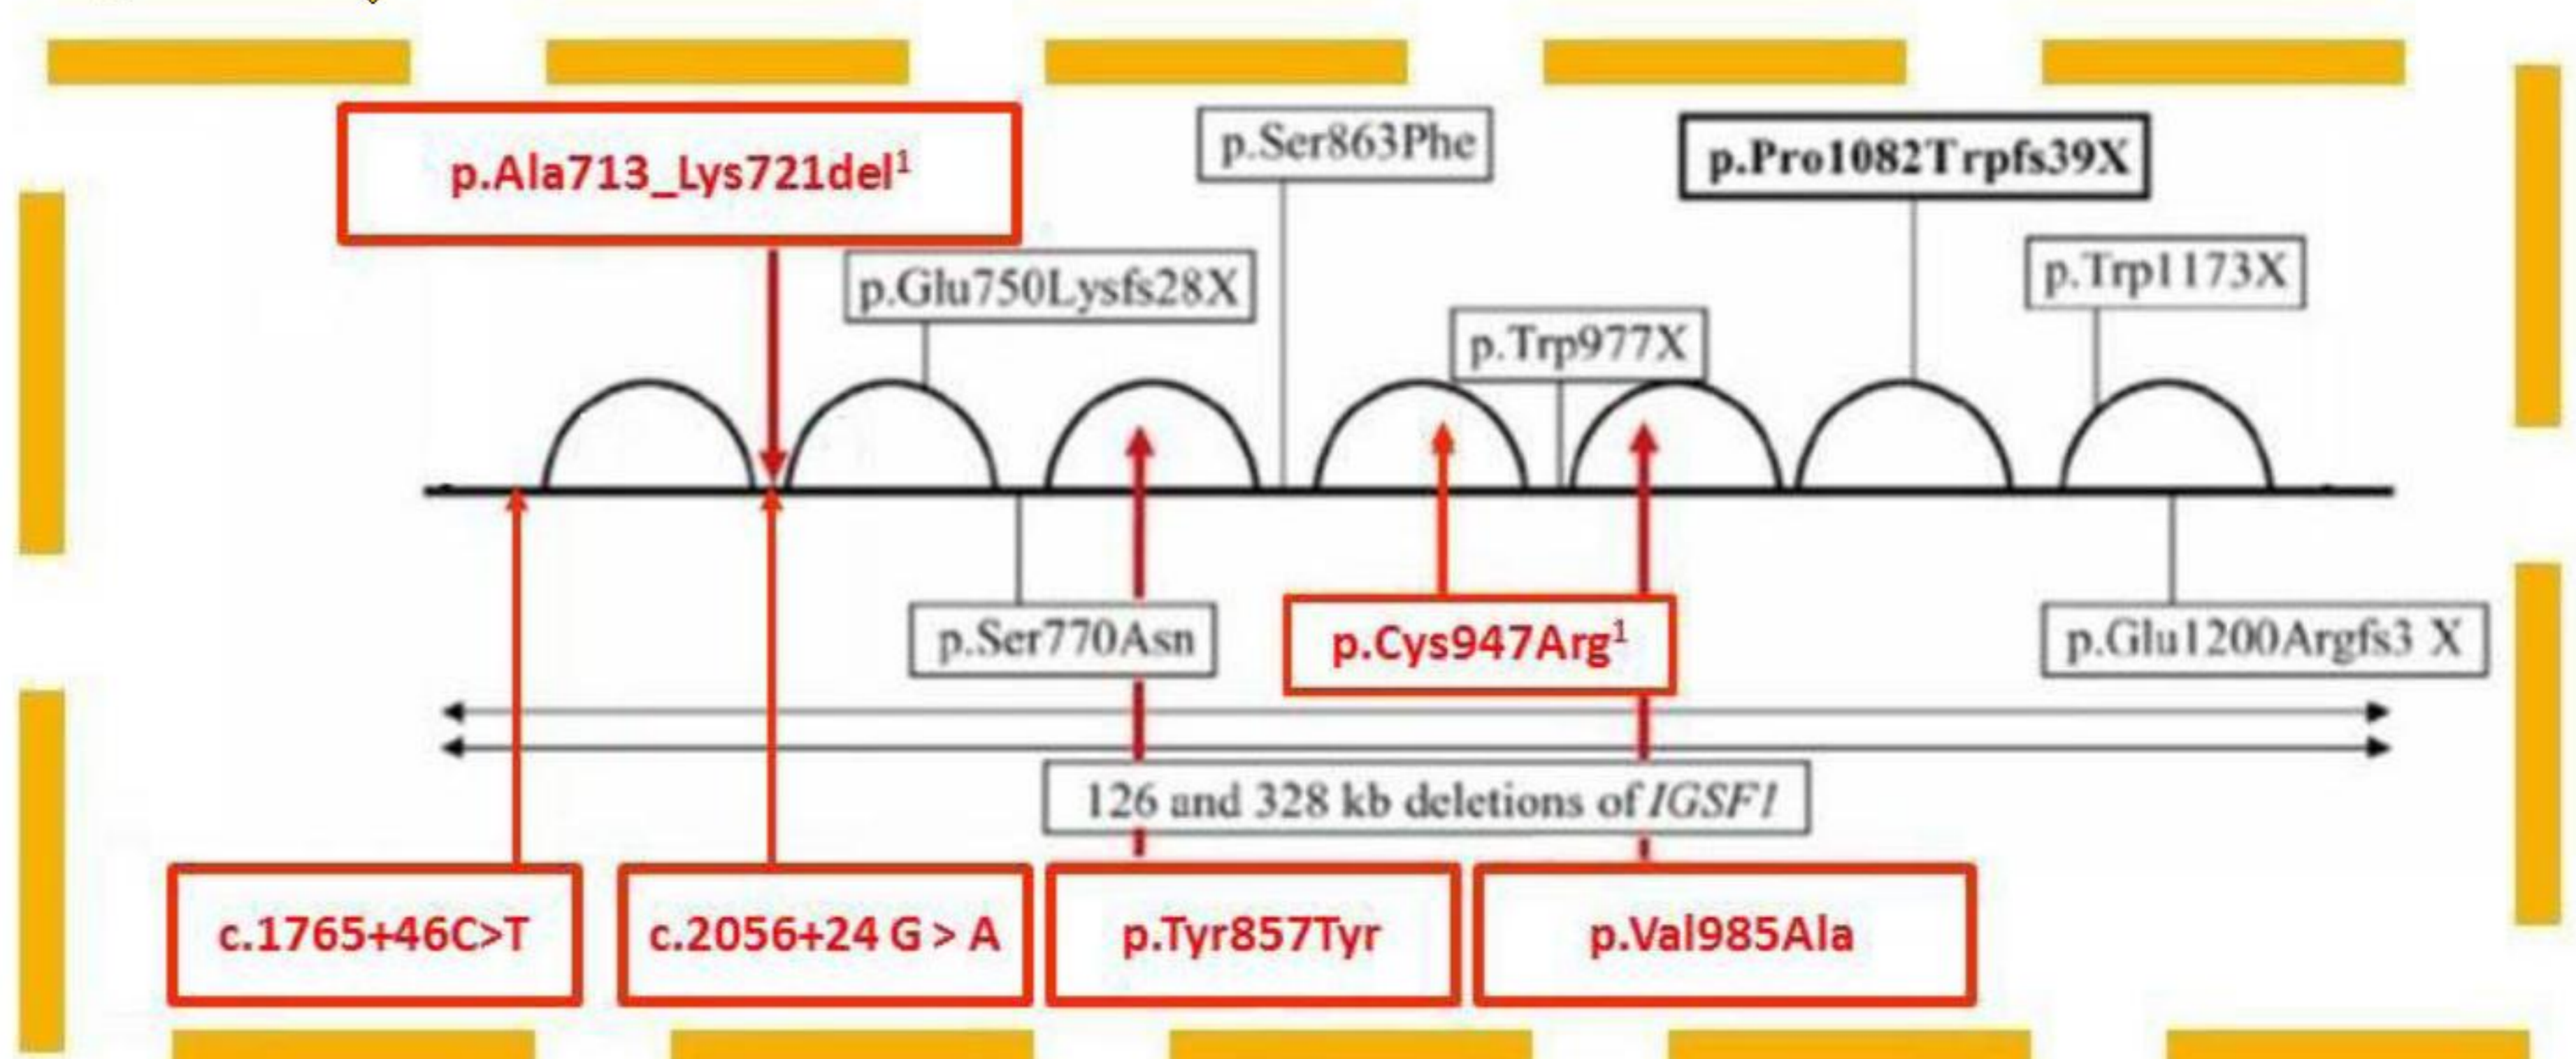 p.Ala713_Lys721del¹
p.Ser863Phe
p.Pro1082Trpfs39X
p.Glu750Lysfs28X
p.Trp1173X
p.Trp977X
p.Ser770Asn
p.Cys947Arg¹
p.Glu1200Argfs3 X
126 and 328 kb deletions of IGSF1
c.1765+46C>T
c.2056+24 G > A
p.Tyr857Tyr
p.Val985Ala